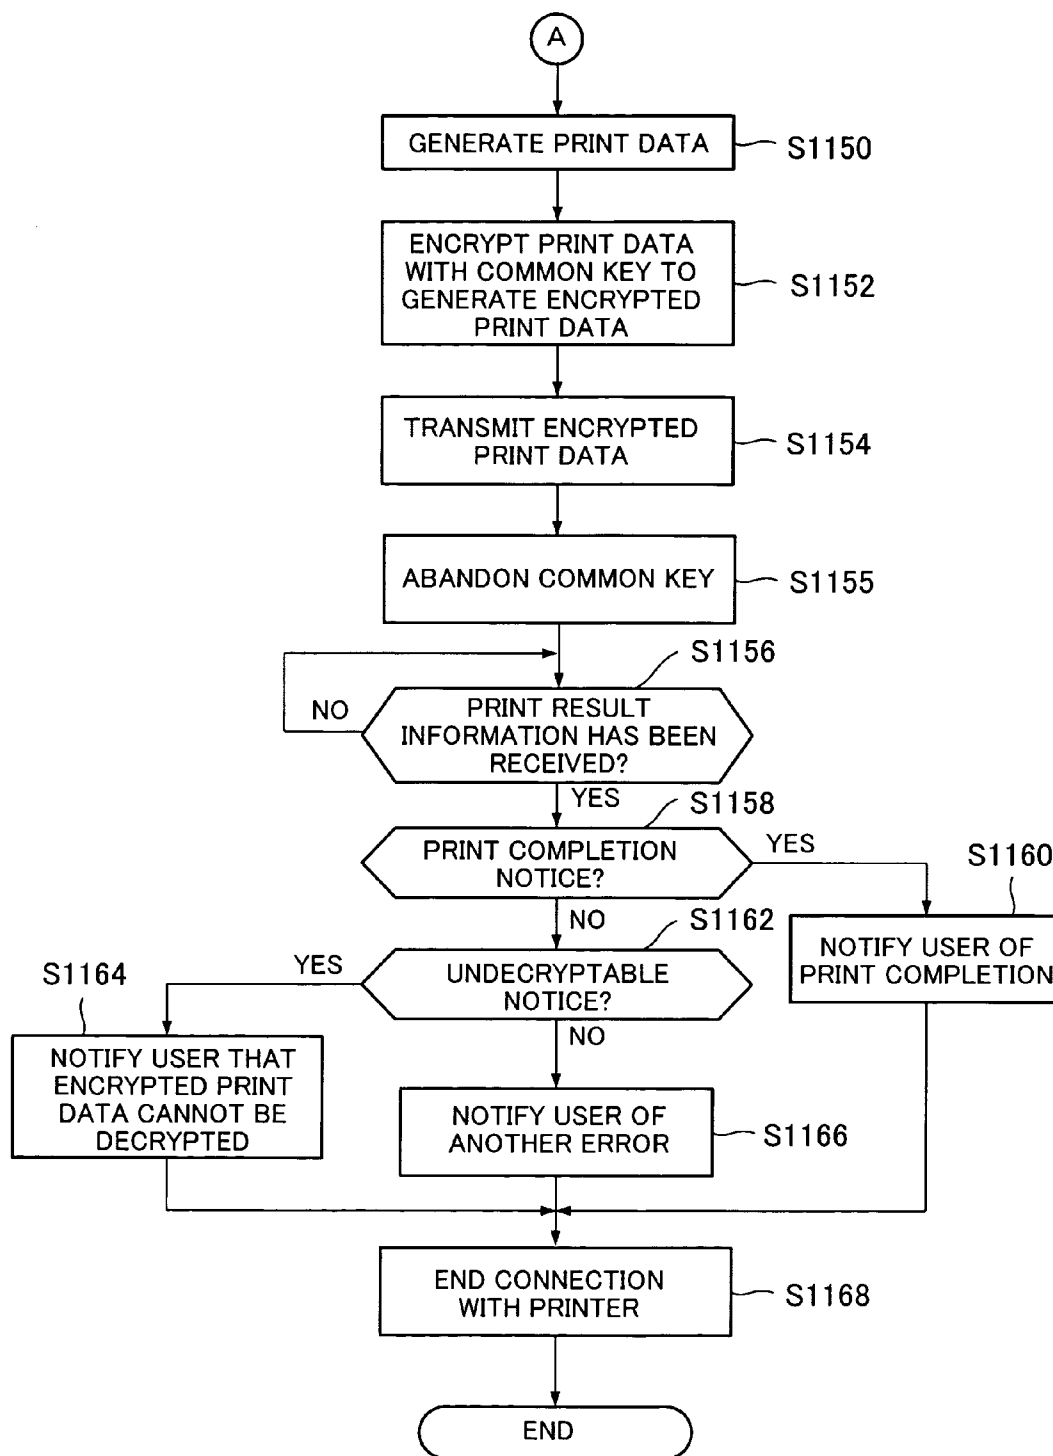 A
GENERATE PRINT DATA
S1150
ENCRYPT PRINT DATA
WITH COMMON KEY TO
GENERATE ENCRYPTED
PRINT DATA
S1152
TRANSMIT ENCRYPTED
PRINT DATA
S1154
ABANDON COMMON KEY
S1155
S1156
NO
PRINT RESULT
INFORMATION HAS BEEN
RECEIVED?
YES
S1158
PRINT COMPLETION
NOTICE?
YES
S1160
NOTIFY USER OF
PRINT COMPLETION
NO
S1162
UNDECRYPTABLE
NOTICE?
YES
S1164
NOTIFY USER THAT
ENCRYPTED PRINT
DATA CANNOT BE
DECRYPTED
NO
NOTIFY USER OF
ANOTHER ERROR
S1166
END CONNECTION
WITH PRINTER
S1168
END